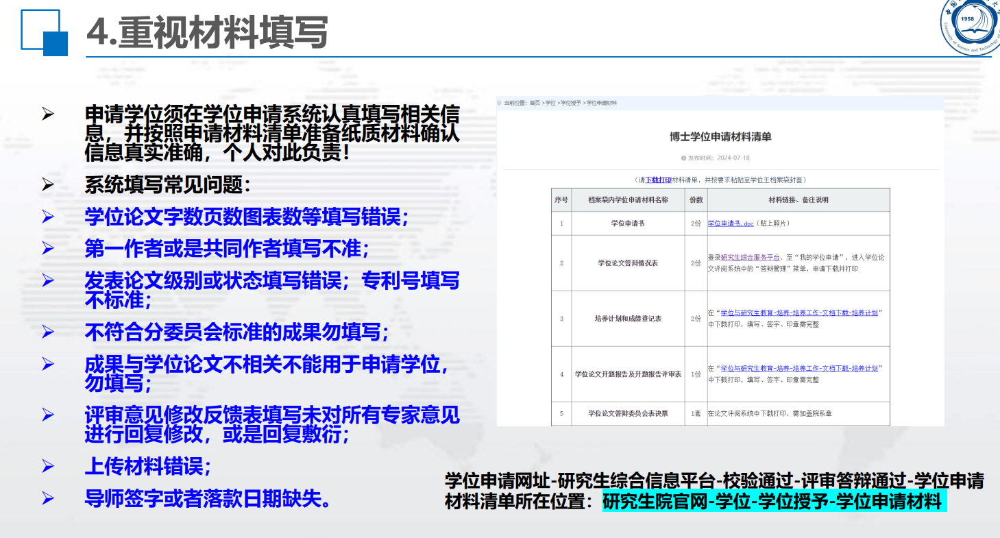 4.重视材料填写
1958
University of Science and Technology of
申请学位须在学位申请系统认真填写相关信
息，并按照申请材料清单准备纸质材料确认
信息真实准确，个人对此负责！
系统填写常见问题：
学位论文字数页数图表数等填写错误；
第一作者或是共同作者填写不准；
发表论文级别或状态填写错误；专利号填写
不标准；
不符合分委员会标准的成果勿填写；
成果与学位论文不相关不能用于申请学位，
勿填写；
评审意见修改反馈表填写未对所有专家意见
进行回复修改，或是回复敷衍；
上传材料错误；
导师签字或者落款日期缺失。
当前位置：首页 >学位 >学位授予 >学位申请材料
博士学位申请材料清单
发布时间：2024-07-18
（请下载打印材料清单，并按要求粘贴至学位主档案袋封面）
序号 档案袋内学位申请材料名称 份数 材料链接、备注说明
1 学位申请书 2份 学位申请书.doc（贴上照片）
2 学位论文答辩情况表 2份 登录研究生综合服务平台，至“我的学位申请”，进入学位论
文评阅系统中的“答辩管理”菜单，申请下载并打印
3 培养计划和成绩登记表 2份 在“学位与研究生教育-培养-培养工作-文档下载-培养计划”
中下载打印，填写、签字、印章需完整
4 学位论文开题报告及开题报告评审表 1份 在“学位与研究生教育-培养-培养工作-文档下载-培养计划”
中下载打印，填写、签字、印章需完整
5 学位论文答辩委员会表决票 1套 在论文评阅系统中下载打印，需加盖院系章
学位申请网址-研究生综合信息平台-校验通过-评审答辩通过-学位申请
材料清单所在位置：研究生院官网-学位-学位授予-学位申请材料